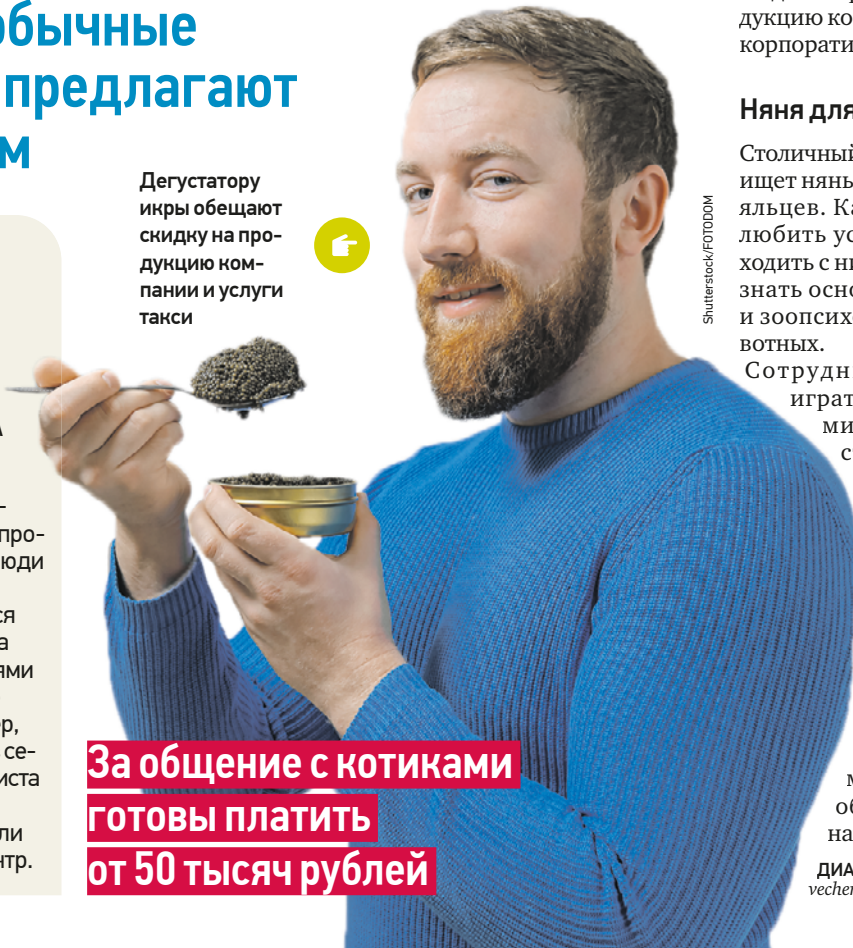 обычные
предлагают
м
Дегустатору
икры обещают
скидку на про-
дукцию ком-
пании и услуги
такси
Shutterstock/FOTODOM
-
про-
юди
ся
а
ями
р,
се-
иста
ли
нтр.
За общение с котиками
готовы платить
от 50 тысяч рублей
дукцию ко
корпорати
Няня для
Столичный
ищет нянь
яльцев. Ка
любить ус
ходить с ни
знать осно
и зоопсих
вотных.
Сотрудн
играт
ми
с
м
об
на
ДИА
vecher